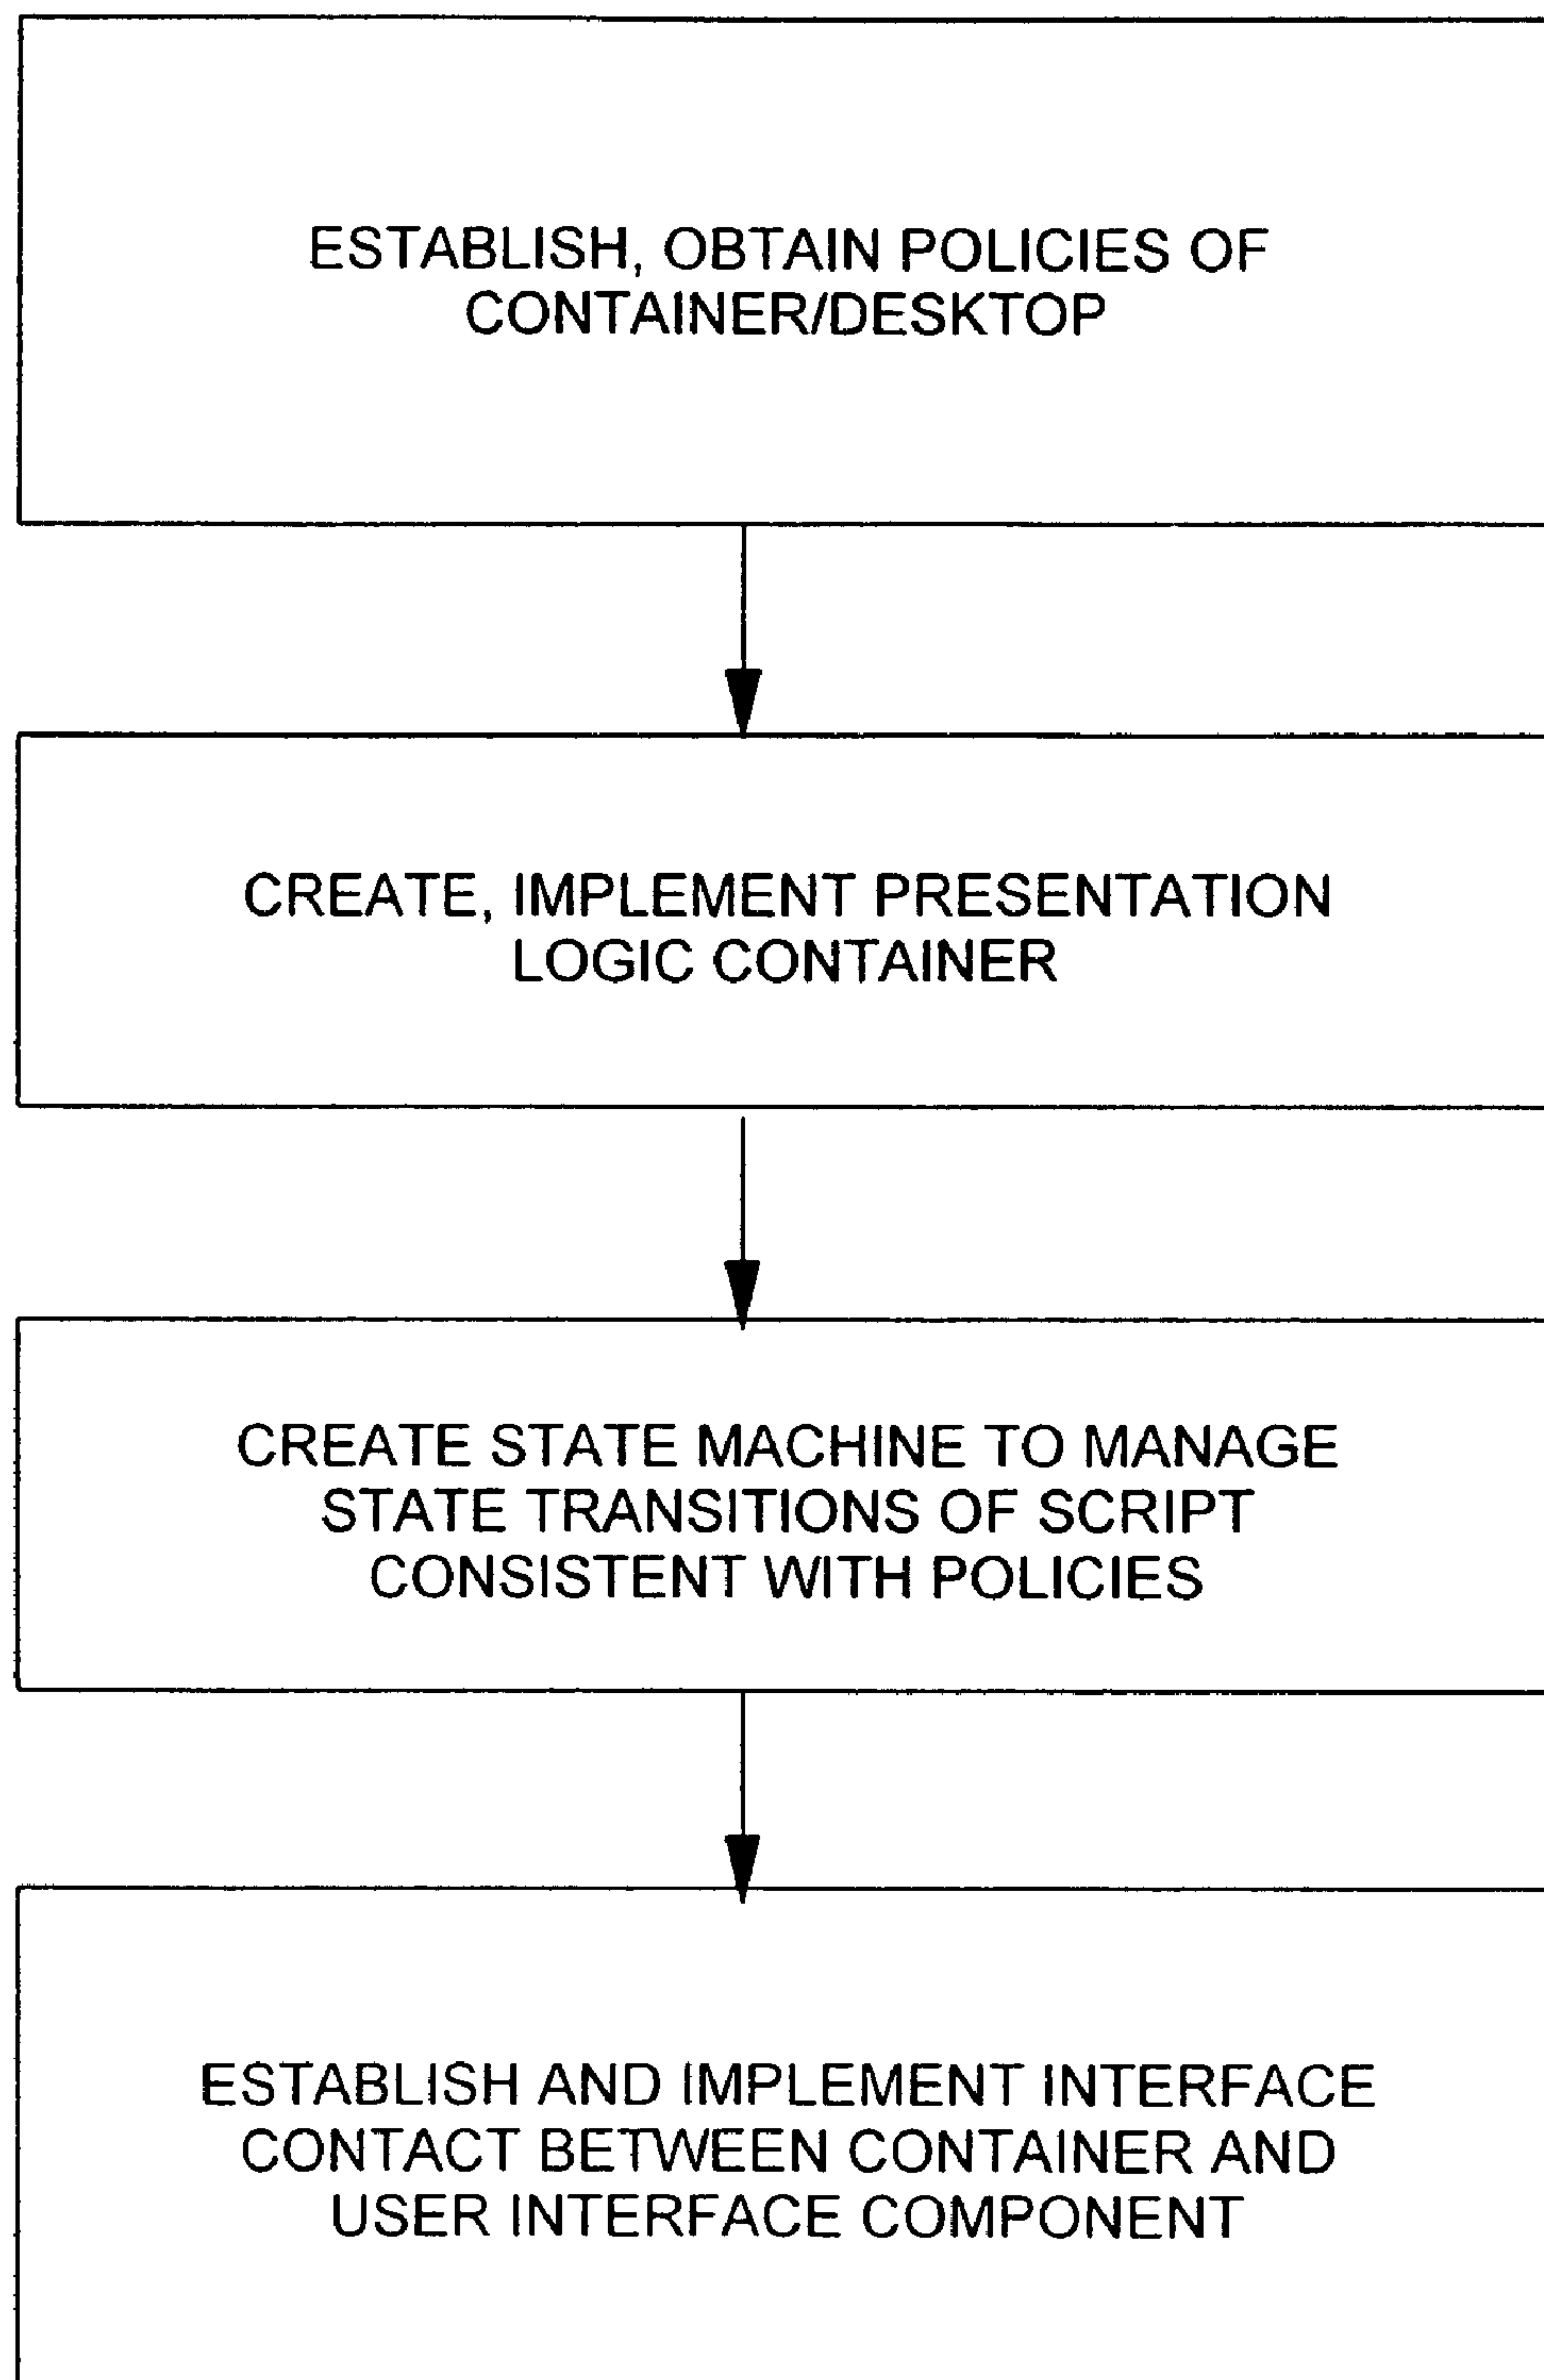 ESTABLISH, OBTAIN POLICIES OF
CONTAINER/DESKTOP
CREATE, IMPLEMENT PRESENTATION
LOGIC CONTAINER
CREATE STATE MACHINE TO MANAGE
STATE TRANSITIONS OF SCRIPT
CONSISTENT WITH POLICIES
ESTABLISH AND IMPLEMENT INTERFACE
CONTACT BETWEEN CONTAINER AND
USER INTERFACE COMPONENT